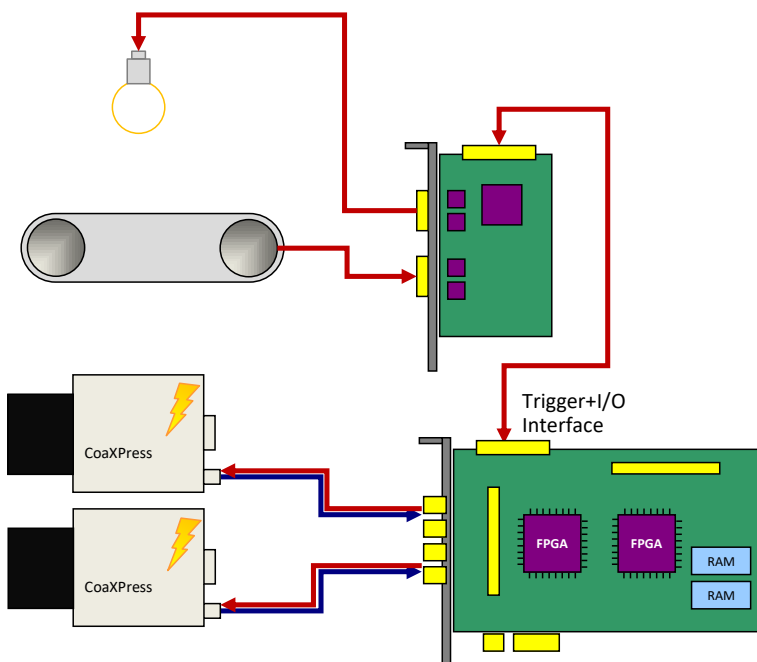 Trigger+I/O
Interface
CoaXPress
FPGA
FPGA
RAM
CoaXPress
RAM